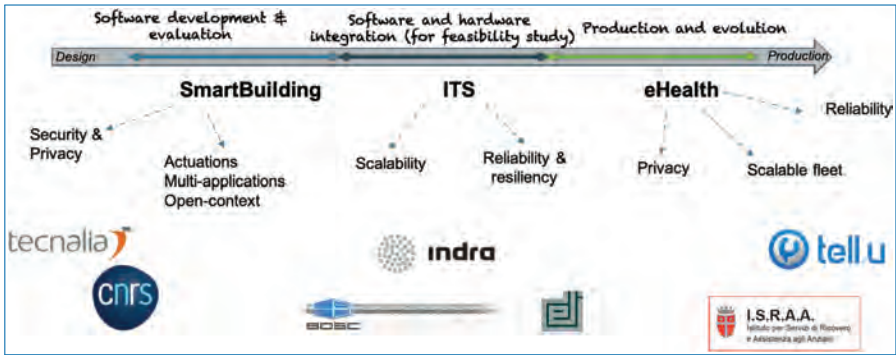 Software development &
evaluation
Software and hardware
integration (for feasibility study)
Production and evolution
Design
Production
SmartBuilding
ITS
eHealth
Security &
Privacy
Actuations
Multi-applications
Open-context
Scalability
Reliability &
resiliency
Privacy
Scalable fleet
Reliability
tecnalia
cnrs
indra
BOSC
tell.u
I.S.R.A.A.
Istituto per Servizi di Ricovero
e Assistenza agli Anziani